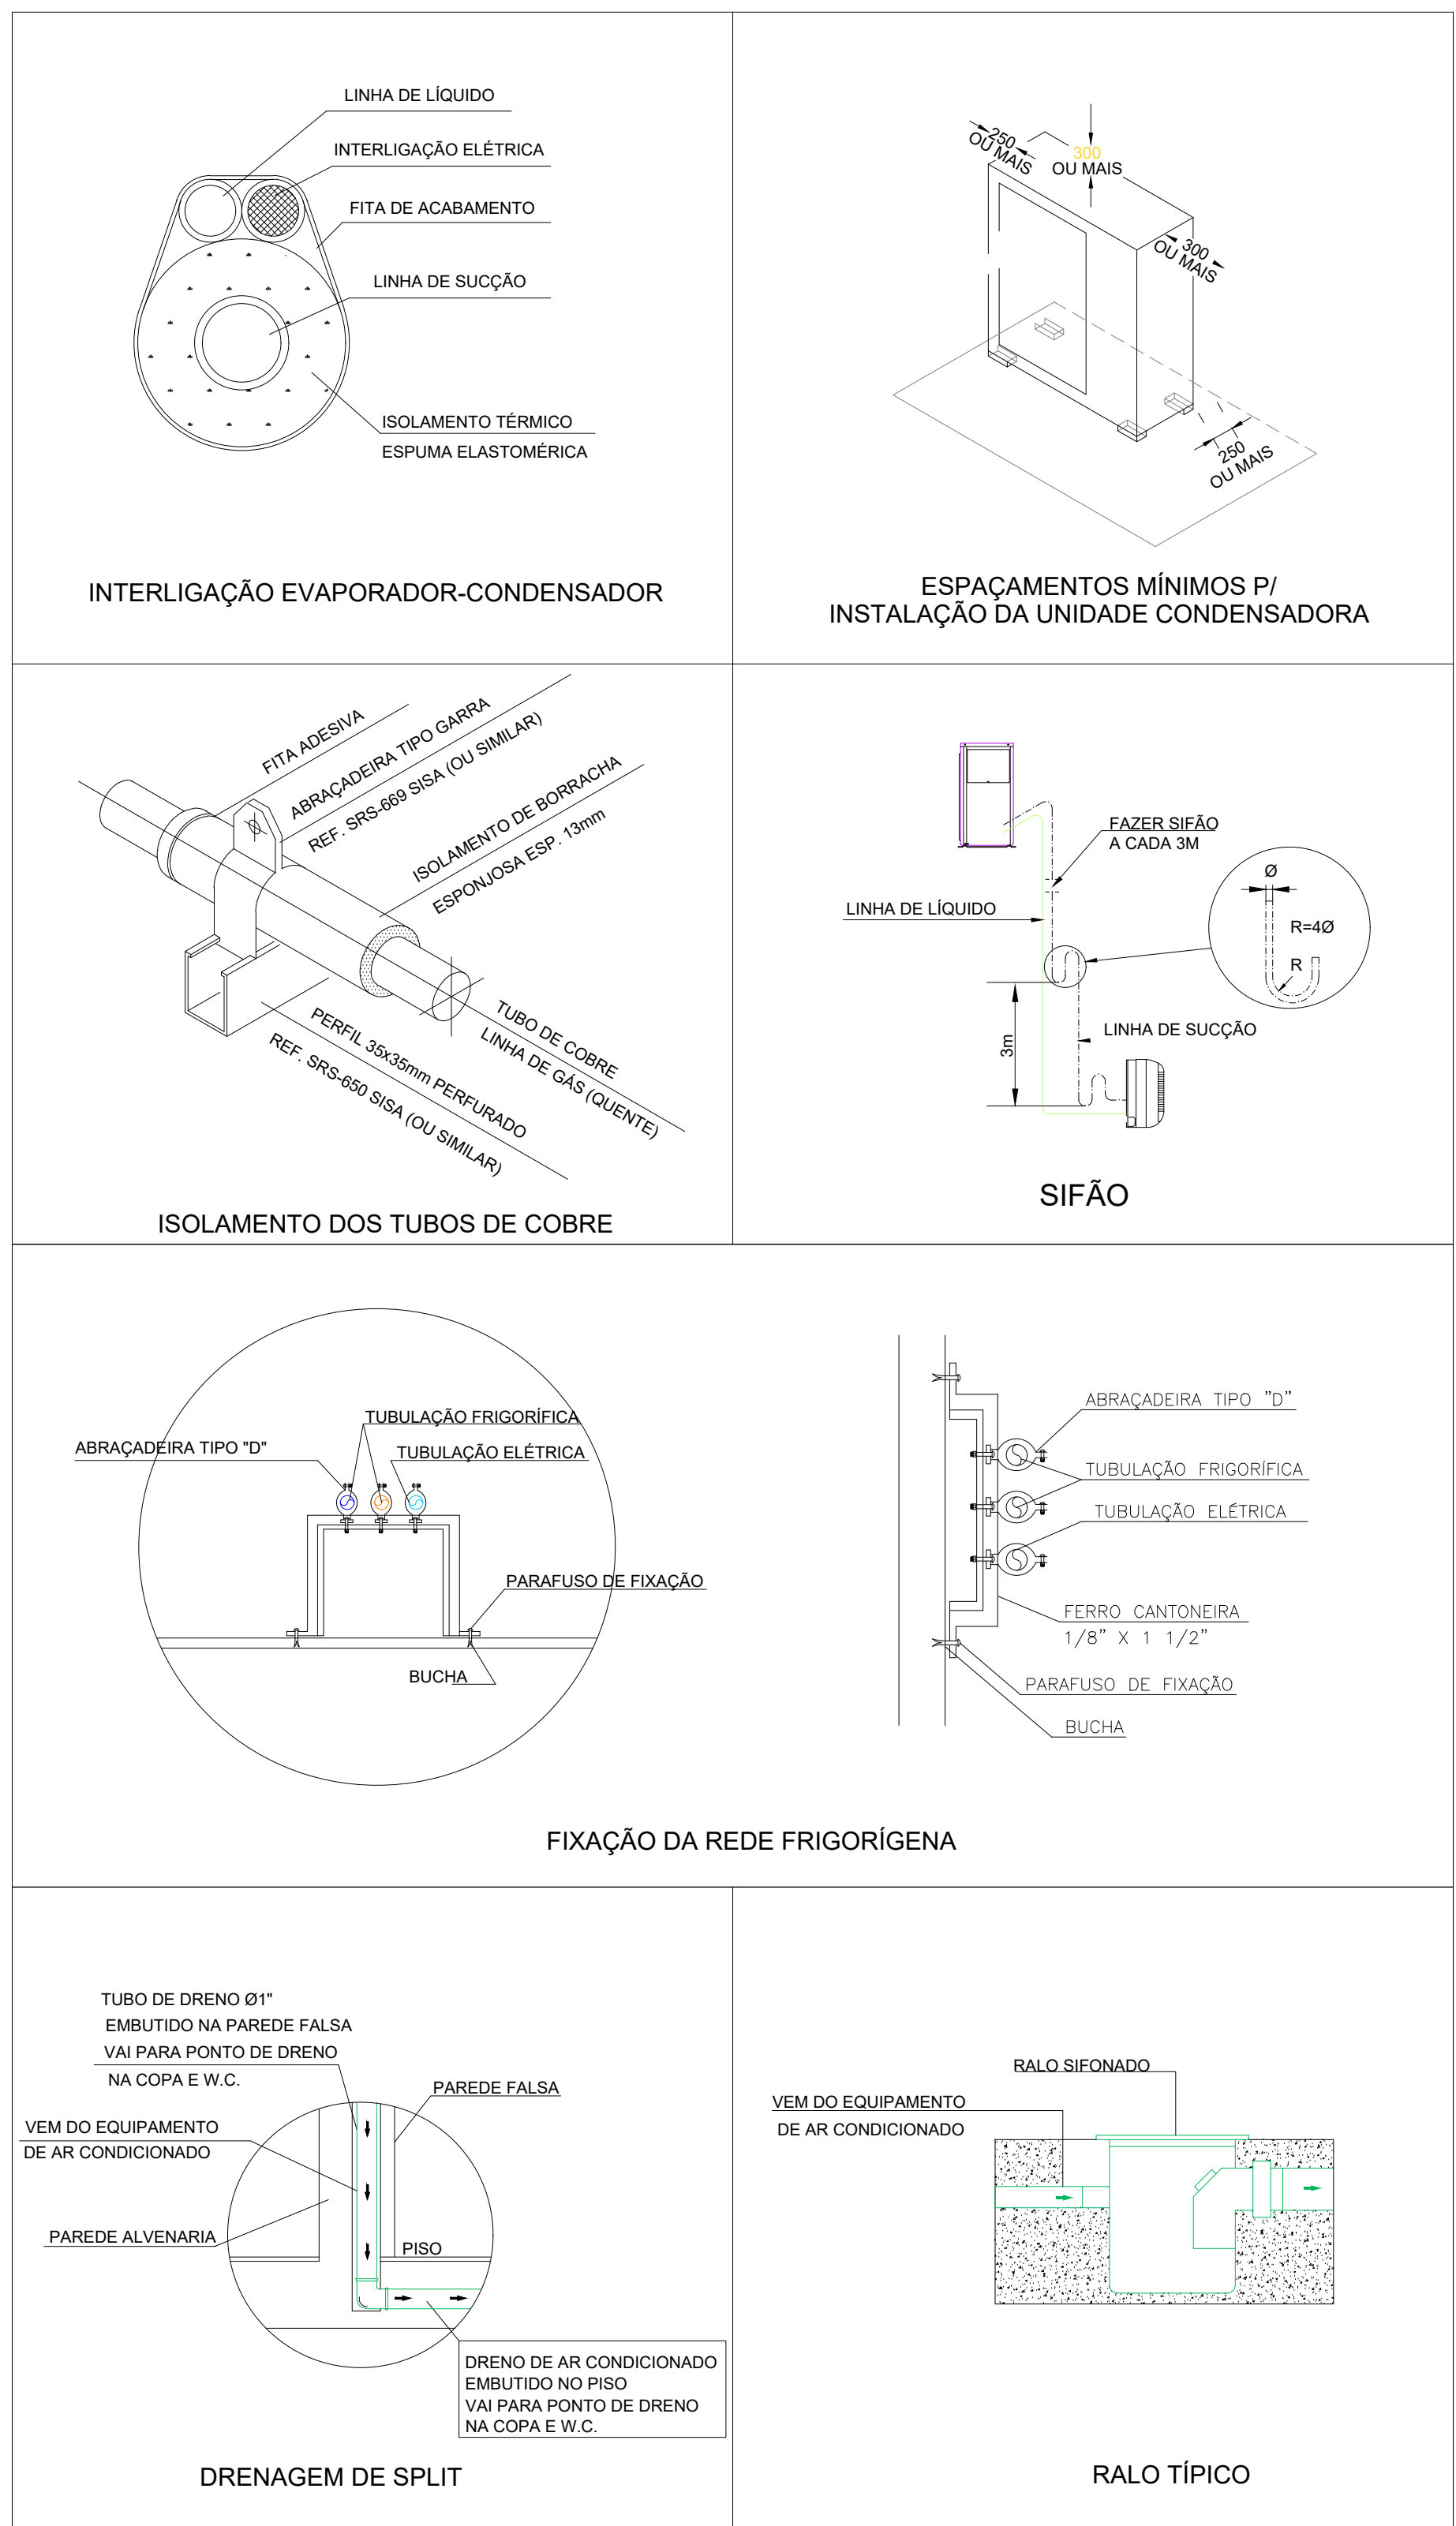 LINHA DE LÍQUIDO
INTERLIGAÇÃO ELÉTRICA
FITA DE ACABAMENTO
LINHA DE SUCÇÃO
ISOLAMENTO TÉRMICO
ESPUMA ELASTOMÉRICA
INTERLIGAÇÃO EVAPORADOR-CONDENSADOR
250
OU MAIS
300
OU MAIS
300
OU MAIS
250
OU MAIS
ESPAÇAMENTOS MÍNIMOS P/
INSTALAÇÃO DA UNIDADE CONDENSADORA
FITA ADESIVA
ABRAÇADEIRA TIPO GARRA
REF. SRS-669 SISA (OU SIMILAR)
ISOLAMENTO DE BORRACHA
ESPONJOSA ESP. 13mm
TUBO DE COBRE
LINHA DE GÁS (QUENTE)
PERFIL 35x35mm PERFURADO
REF. SRS-650 SISA (OU SIMILAR)
ISOLAMENTO DOS TUBOS DE COBRE
FAZER SIFÃO
A CADA 3M
LINHA DE LÍQUIDO
Ø
R=4Ø
R
LINHA DE SUCÇÃO
3m
SIFÃO
TUBULAÇÃO FRIGORÍFICA
ABRAÇADEIRA TIPO "D"
TUBULAÇÃO ELÉTRICA
PARAFUSO DE FIXAÇÃO
BUCHA
ABRAÇADEIRA TIPO "D"
TUBULAÇÃO FRIGORÍFICA
TUBULAÇÃO ELÉTRICA
FERRO CANTONEIRA
1/8" X 1 1/2"
PARAFUSO DE FIXAÇÃO
BUCHA
FIXAÇÃO DA REDE FRIGORÍGENA
TUBO DE DRENO Ø1"
EMBUTIDO NA PAREDE FALSA
VAI PARA PONTO DE DRENO
NA COPA E W.C.
PAREDE FALSA
VEM DO EQUIPAMENTO
DE AR CONDICIONADO
PAREDE ALVENARIA
PISO
DRENO DE AR CONDICIONADO
EMBUTIDO NO PISO
VAI PARA PONTO DE DRENO
NA COPA E W.C.
DRENAGEM DE SPLIT
RALO SIFONADO
VEM DO EQUIPAMENTO
DE AR CONDICIONADO
RALO TÍPICO